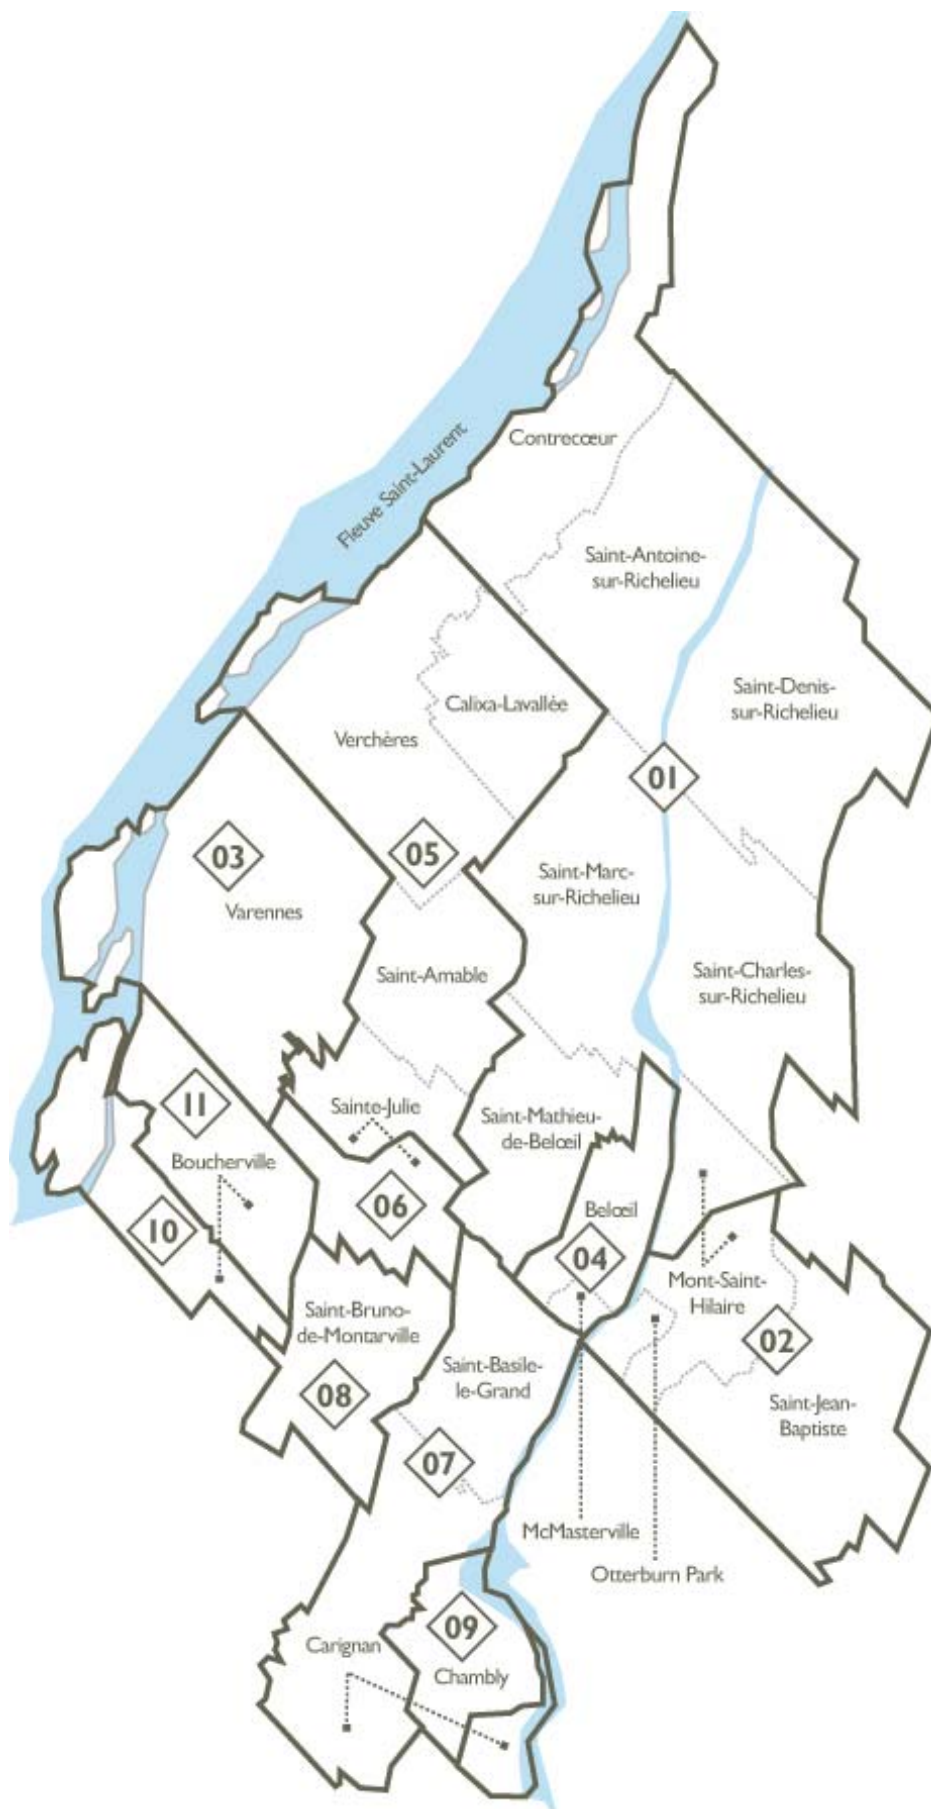 Contrecœur
Fleuve Saint-Laurent
Saint-Antoine-
sur-Richelieu
Saint-Denis-
sur-Richelieu
Calixa-Lavallée
Verchères
01
03
05
Varennes
Saint-Marc-
sur-Richelieu
Saint-Amable
Saint-Charles-
sur-Richelieu
11
Sainte-Julie
Saint-Mathieu-
de-Belœil
Boucherville
10
06
Belœil
04
Mont-Saint-
Hilaire
02
Saint-Bruno-
de-Montarville
08
Saint-Basile-
le-Grand
Saint-Jean-
Baptiste
07
McMasterville
Otterburn Park
09
Carignan
Chambly